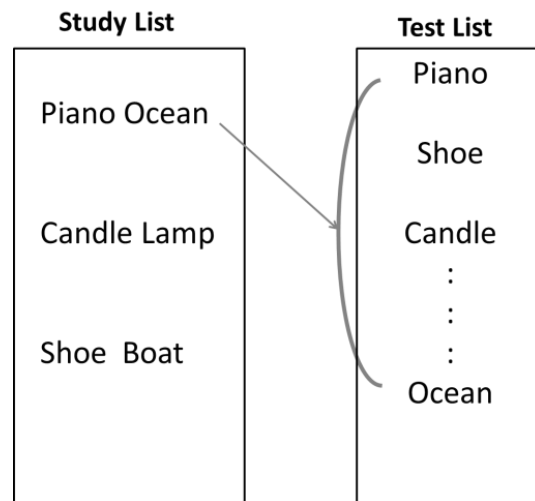 Study List
Piano Ocean
Candle Lamp
Shoe Boat
Test List
Piano
Shoe
Candle
:
:
:
Ocean